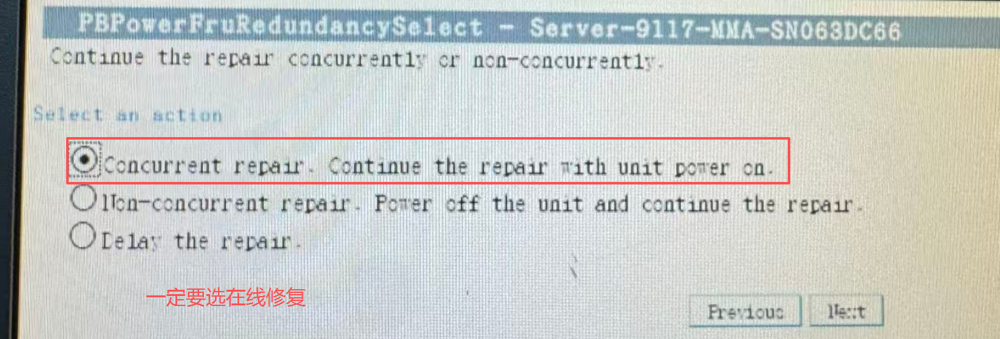 PBPowerFruRedundancySelect - Server-9117-MMA-SN063DC66
Continue the repair concurrently or non-concurrently.
Select an action
Concurrent repair. Continue the repair with unit power on.
Non-concurrent repair. Power off the unit and continue the repair.
Delay the repair.
一定要选在线修复
Previous Next